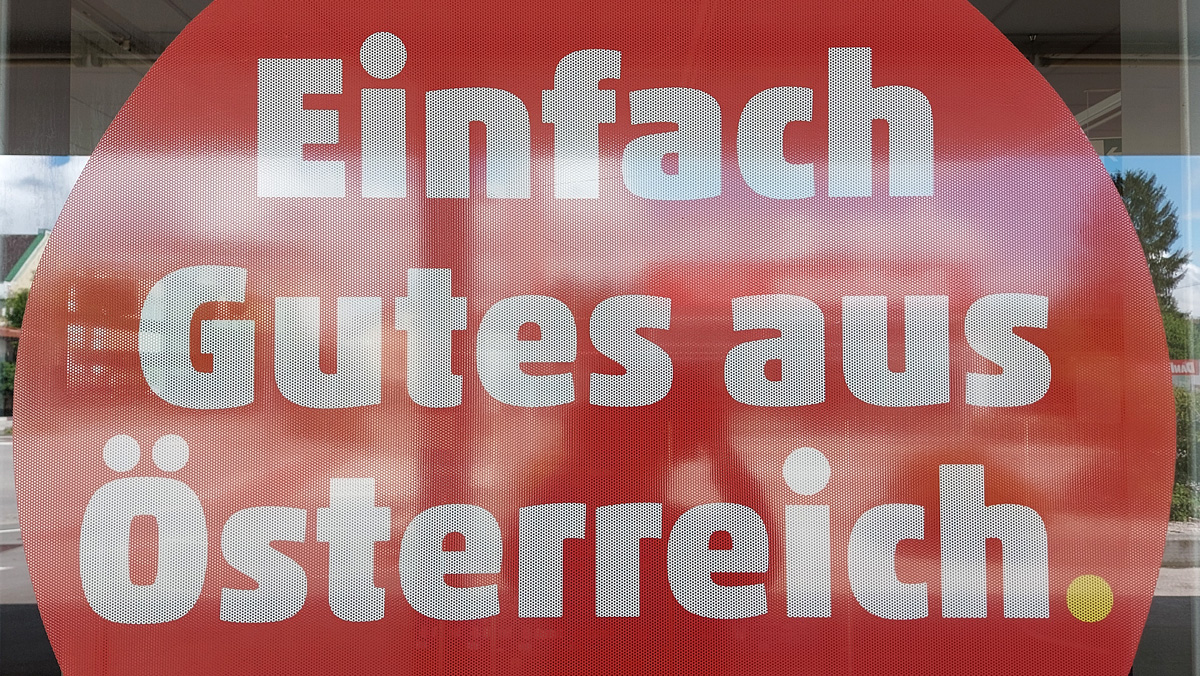 Einfach
Gutes aus
Österreich.